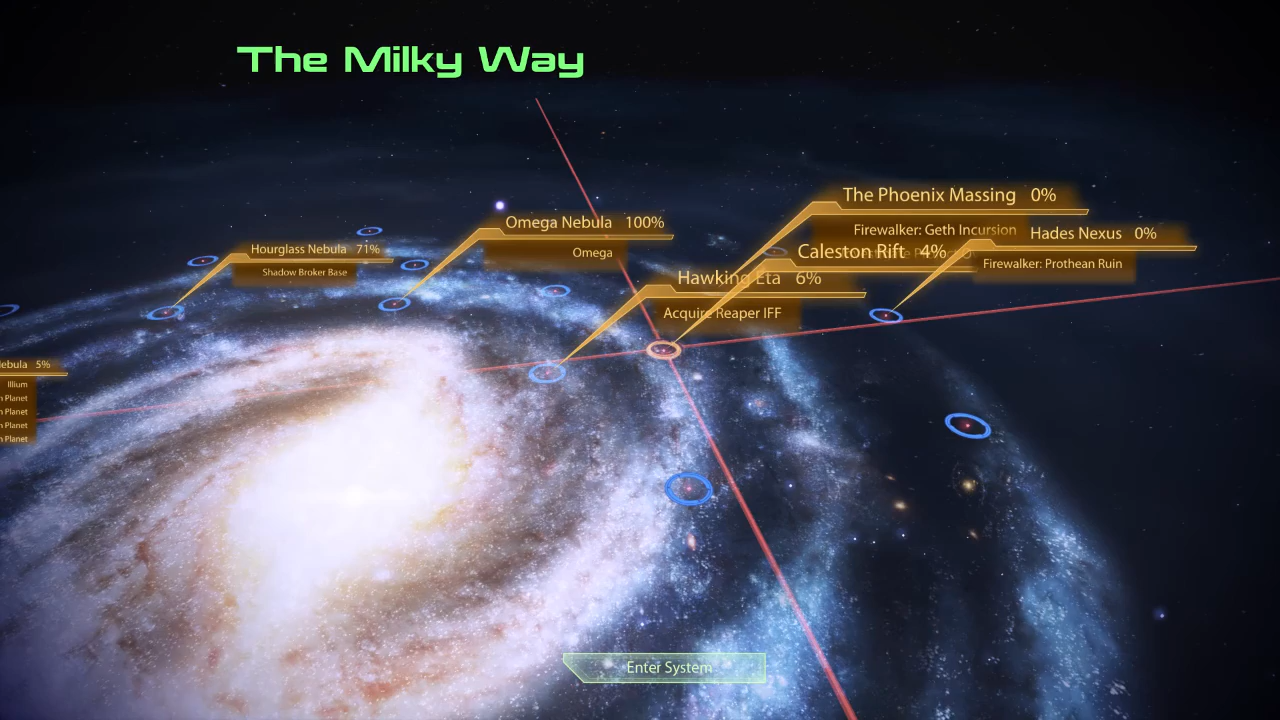 The Milky Way
The Phoenix Massing 0%
Firewalker: Geth Incursion
Omega Nebula 100%
Omega
Hades Nexus 0%
Firewalker: Prothean Ruin
Hourglass Nebula 71%
Shadow Broker Base
Caleston Rift 4%
Hawking Eta 6%
Acquire Reaper IFF
ebula 5%
Illium
n Planet
n Planet
n Planet
n Planet
Enter System